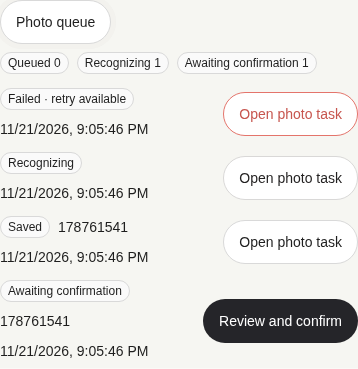 Photo queue
Queued 0 Recognizing 1 Awaiting confirmation 1
Failed · retry available
Open photo task
11/21/2026, 9:05:46 PM
Recognizing
Open photo task
11/21/2026, 9:05:46 PM
Saved 178761541
Open photo task
11/21/2026, 9:05:46 PM
Awaiting confirmation
178761541
Review and confirm
11/21/2026, 9:05:46 PM